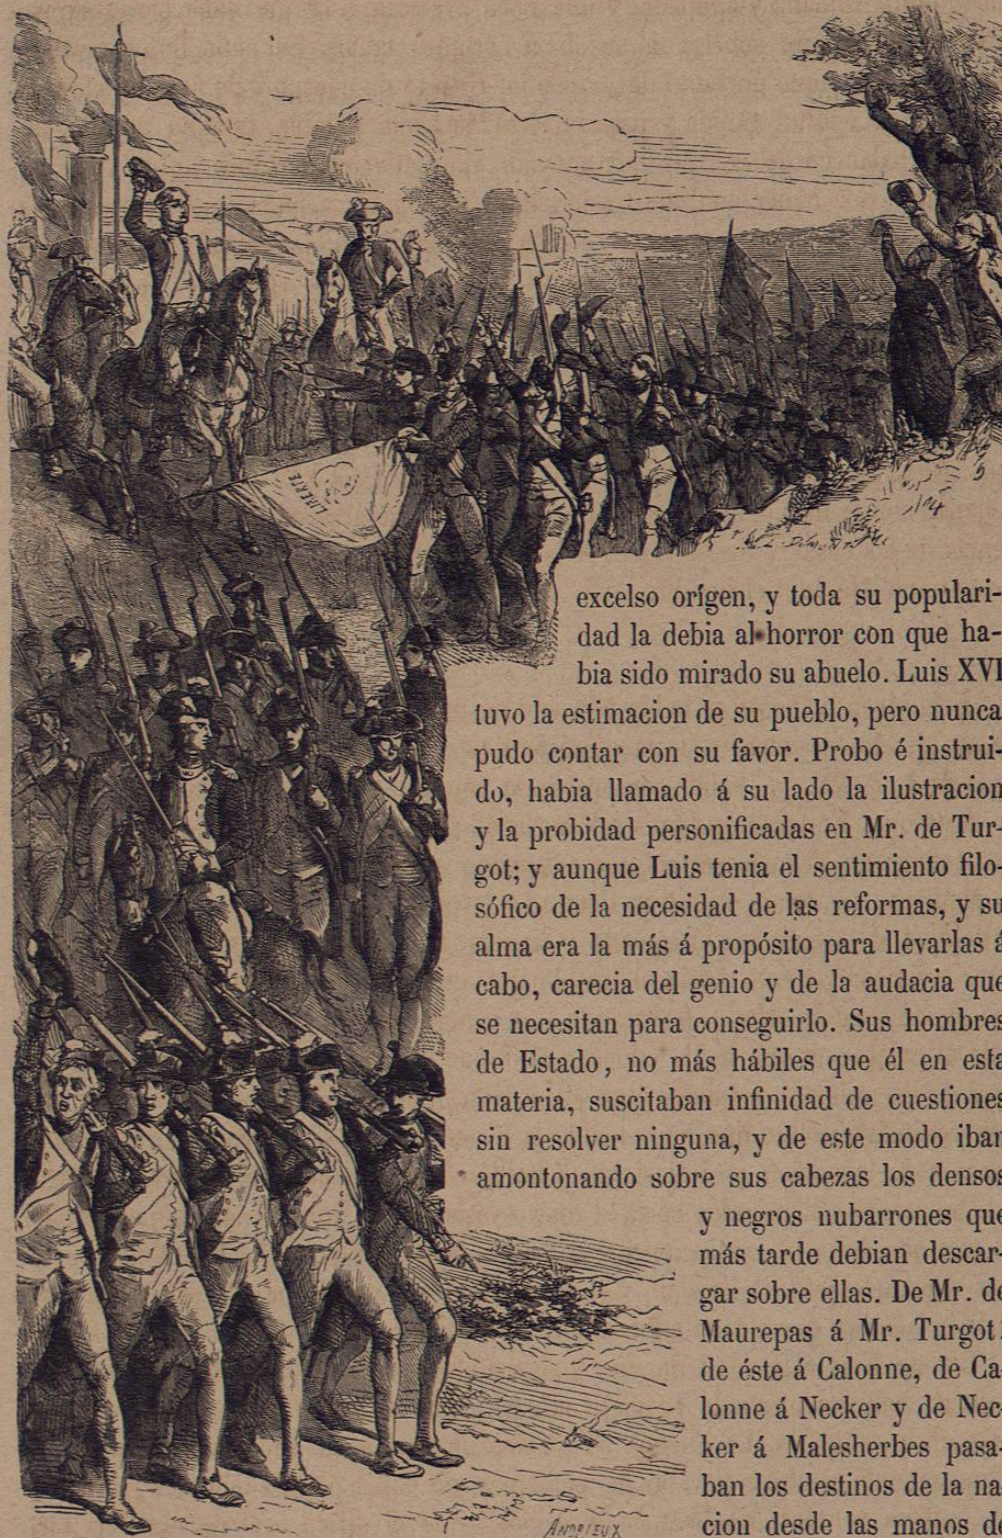 LIBERTE
excelso orígen, y toda su populari-
dad la debia al horror con que ha-
bia sido mirado su abuelo. Luis XVI
tuvo la estimacion de su pueblo, pero nunca
pudo contar con su favor. Probo é instrui-
do, habia llamado á su lado la ilustracion
y la probidad personificadas en Mr. de Tur-
got; y aunque Luis tenia el sentimiento filo-
sófico de la necesidad de las reformas, y su
alma era la más á propósito para llevarlas á
cabo, carecia del genio y de la audacia que
se necesitan para conseguirlo. Sus hombres
de Estado, no más hábiles que él en esta
materia, suscitaban infinidad de cuestiones
sin resolver ninguna, y de este modo iban
amontonando sobre sus cabezas los densos
y negros nubarrones que
más tarde debian descar-
gar sobre ellas. De Mr. de
Maurepas á Mr. Turgot,
de éste á Calonne, de Ca-
lonne á Necker y de Nec-
ker á Malesherbes pasa-
ban los destinos de la na-
cion desde las manos de
ANDRIEUX